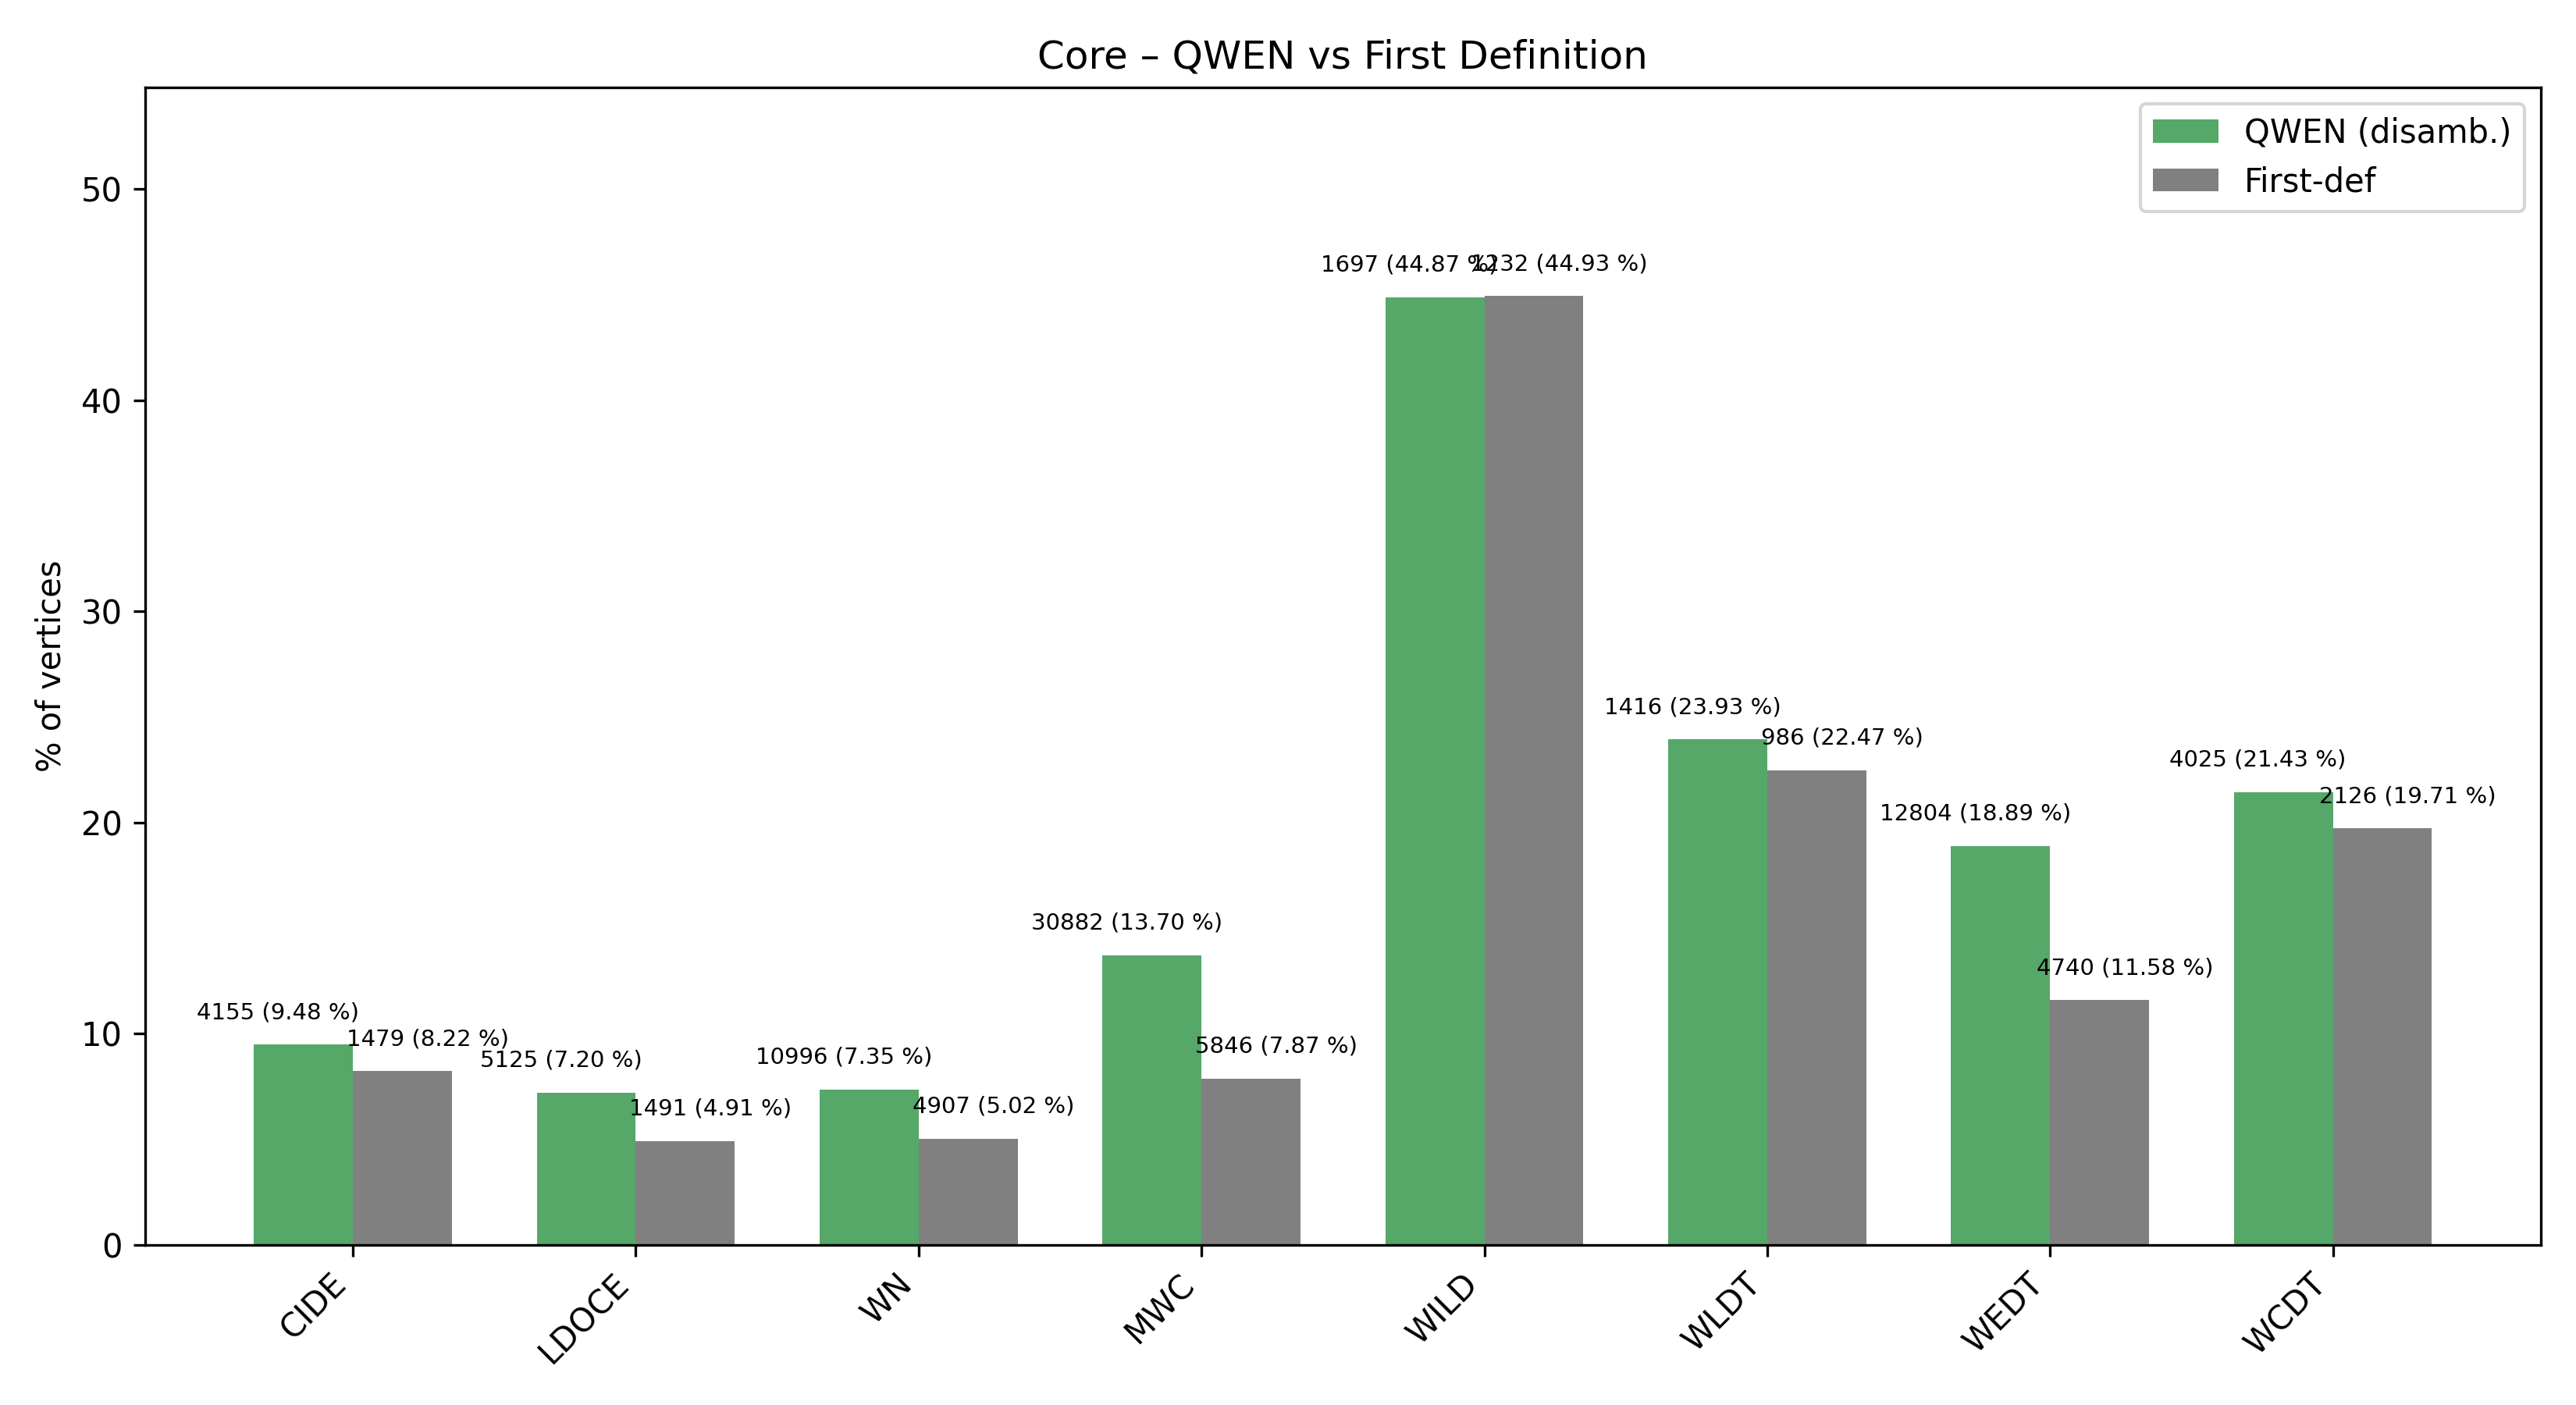 Core – QWEN vs First Definition
QWEN (disamb.)
First-def
% of vertices
50
40
30
20
10
0
1697 (44.87 %)
1232 (44.93 %)
1416 (23.93 %)
986 (22.47 %)
4025 (21.43 %)
2126 (19.71 %)
12804 (18.89 %)
4740 (11.58 %)
30882 (13.70 %)
5846 (7.87 %)
4155 (9.48 %)
1479 (8.22 %)
5125 (7.20 %)
1491 (4.91 %)
10996 (7.35 %)
4907 (5.02 %)
CIDE
LDOCE
WN
MWC
WILD
WLDT
WEDT
WCDT